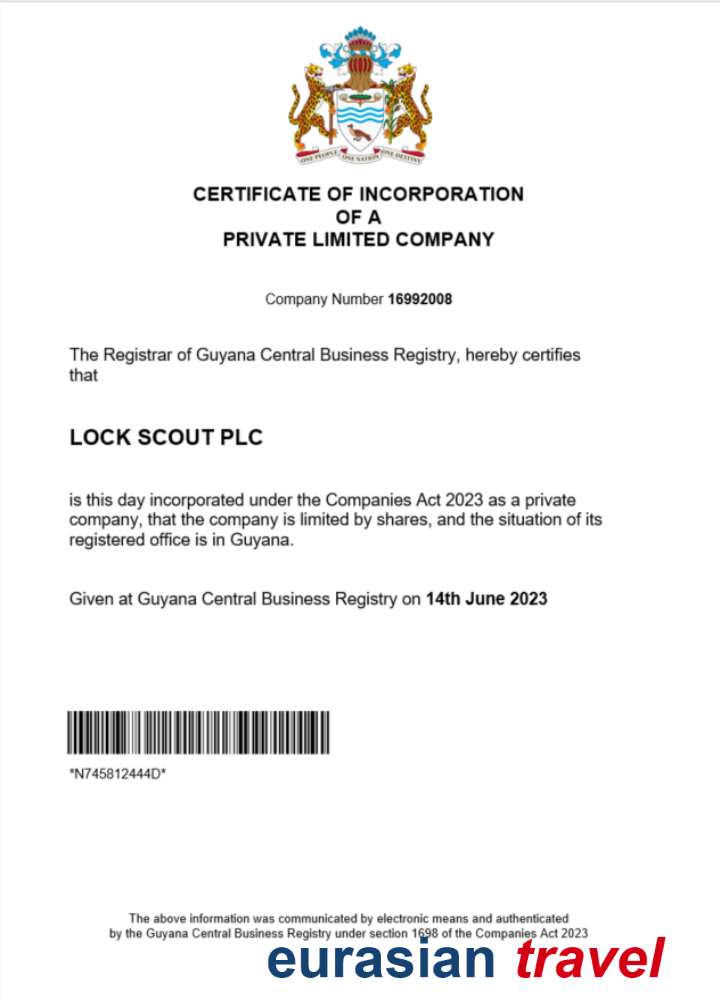 ONE PEOPLE ONE NATION ONE DESTINY
CERTIFICATE OF INCORPORATION
OF A
PRIVATE LIMITED COMPANY
Company Number 16992008
The Registrar of Guyana Central Business Registry, hereby certifies
that
LOCK SCOUT PLC
is this day incorporated under the Companies Act 2023 as a private
company, that the company is limited by shares, and the situation of its
registered office is in Guyana.
Given at Guyana Central Business Registry on 14th June 2023
*N745812444D*
The above information was communicated by electronic means and authenticated
by the Guyana Central Business Registry under section 1698 of the Companies Act 2023
eurasian travel